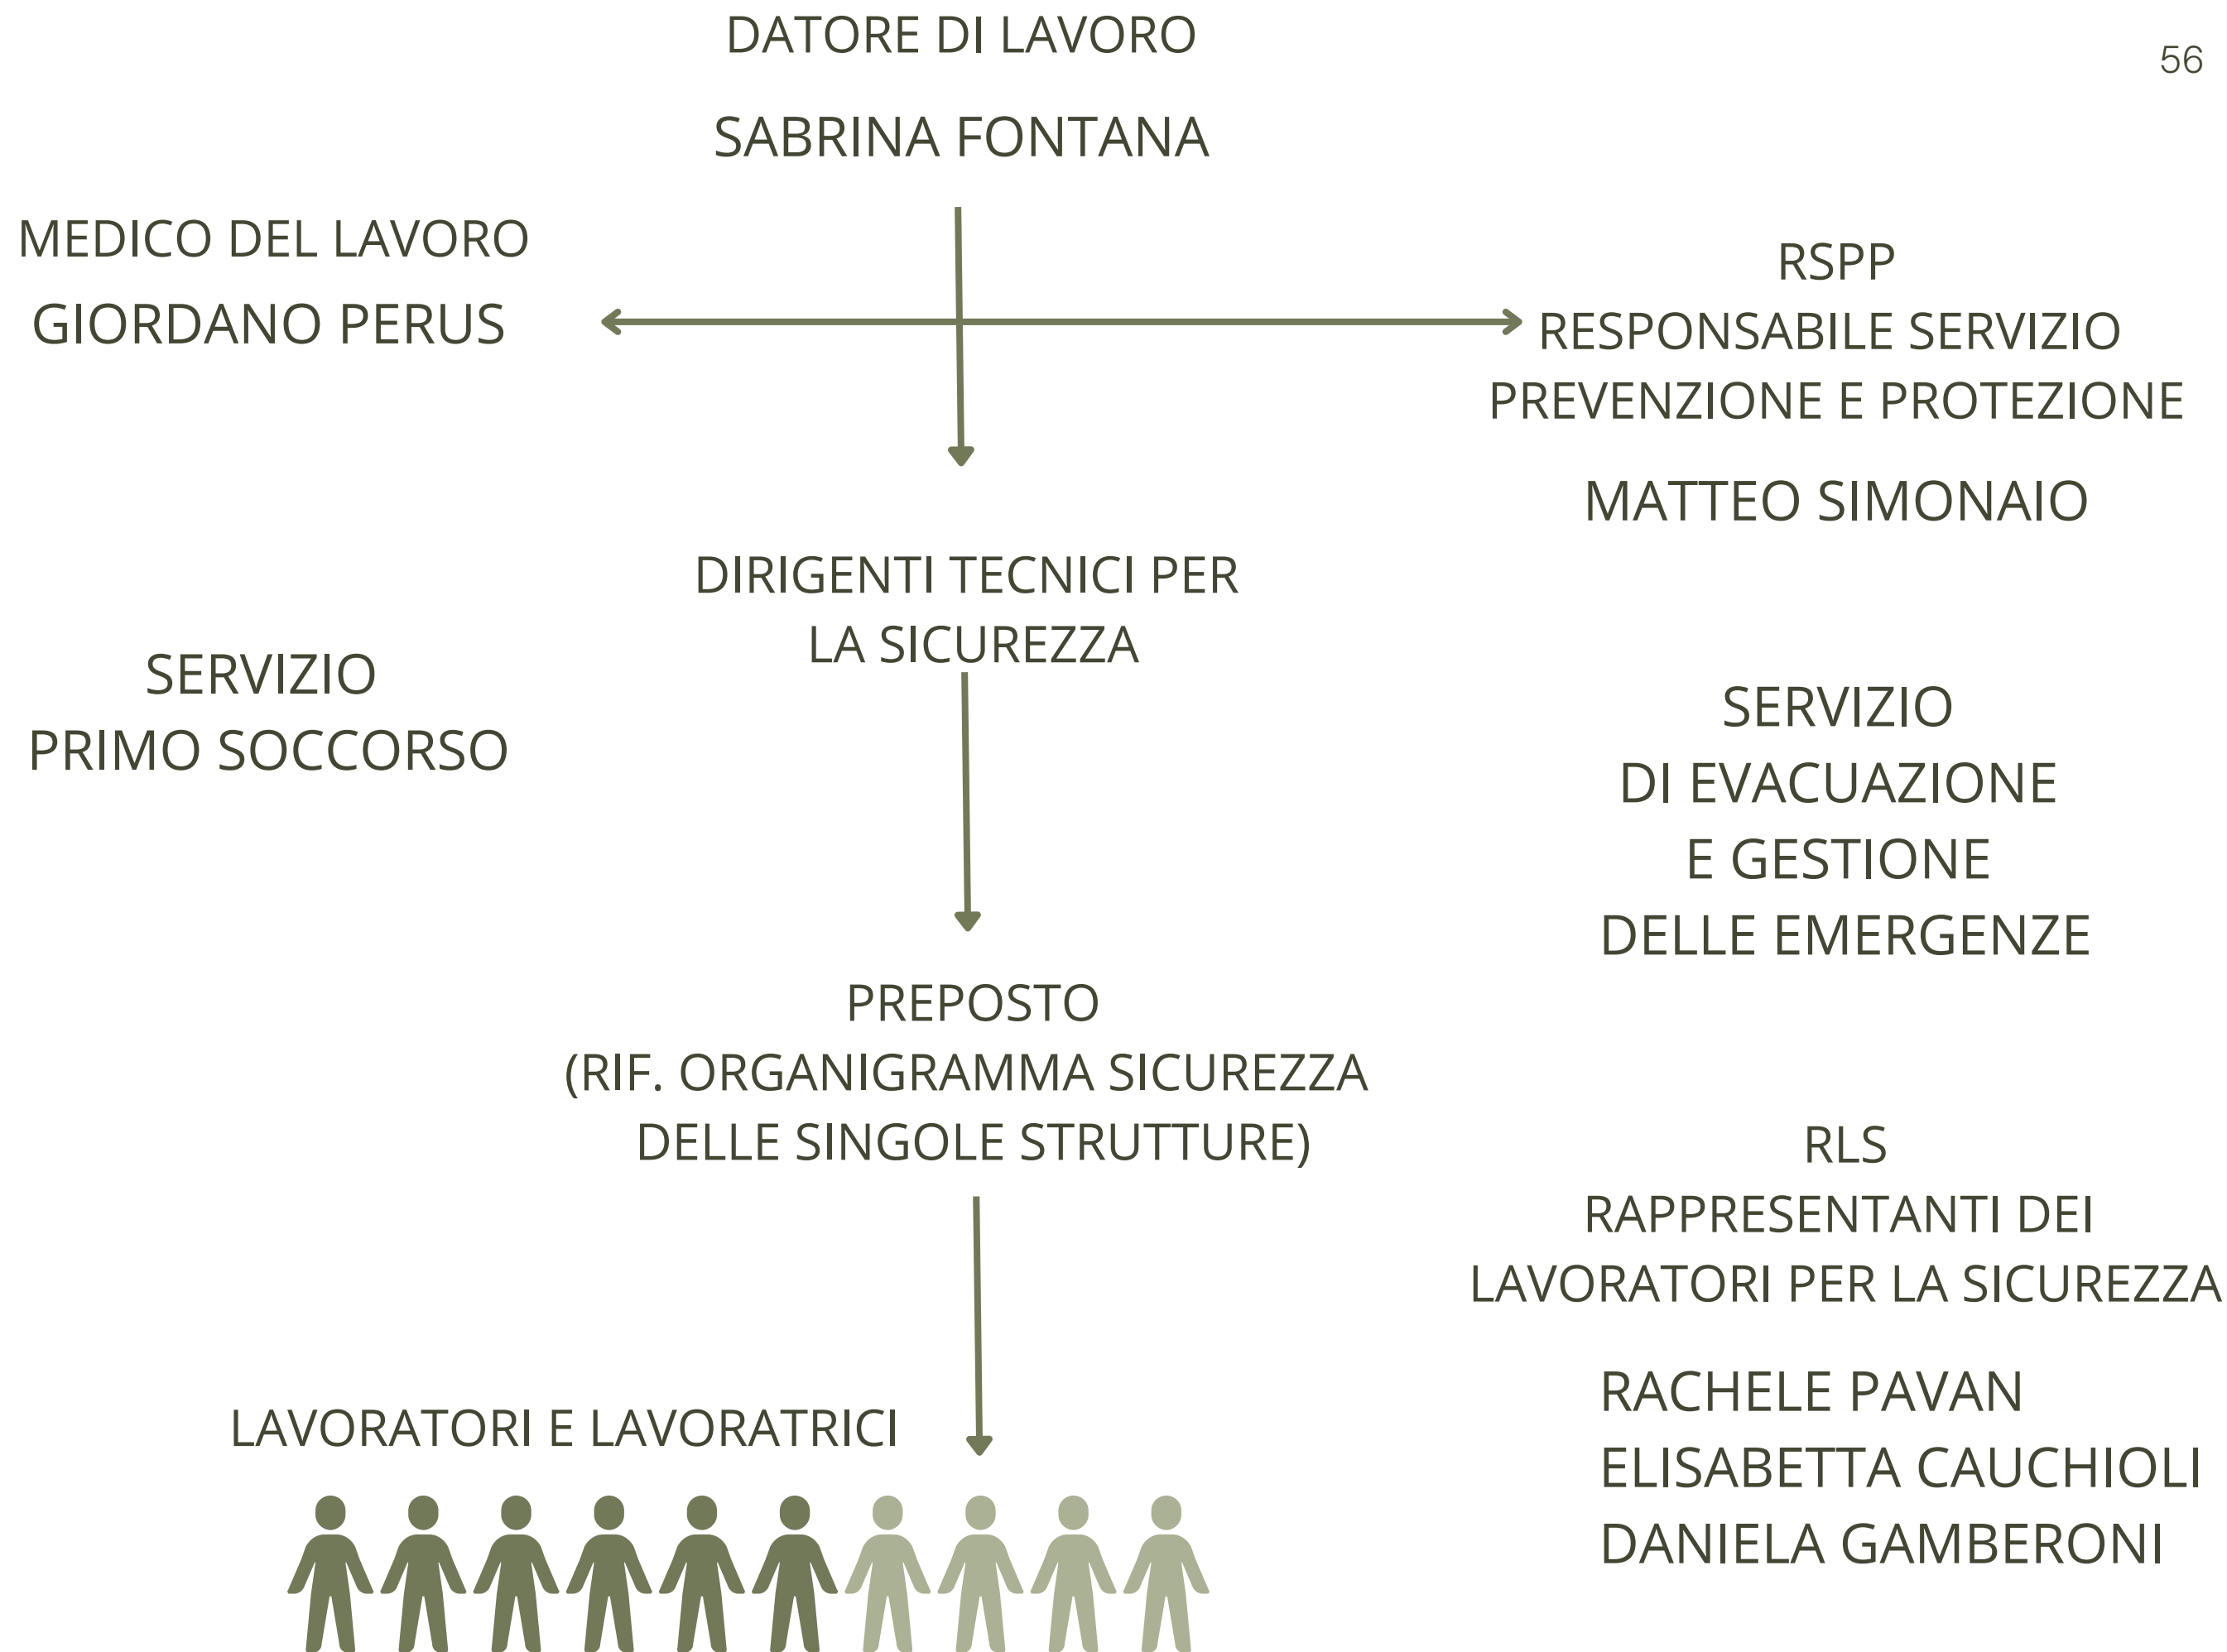 DATORE DI LAVORO
56
SABRINA FONTANA
MEDICO DEL LAVORO
GIORDANO PERUS
RSPP
RESPONSABILE SERVIZIO
PREVENZIONE E PROTEZIONE
MATTEO SIMONAIO
DIRIGENTI TECNICI PER
LA SICUREZZA
SERVIZIO
PRIMO SOCCORSO
SERVIZIO
DI EVACUAZIONE
E GESTIONE
DELLE EMERGENZE
PREPOSTO
(RIF. ORGANIGRAMMA SICUREZZA
DELLE SINGOLE STRUTTURE)
RLS
RAPPRESENTANTI DEI
LAVORATORI PER LA SICUREZZA
RACHELE PAVAN
ELISABETTA CAUCHIOLI
DANIELA GAMBERONI
LAVORATORI E LAVORATRICI